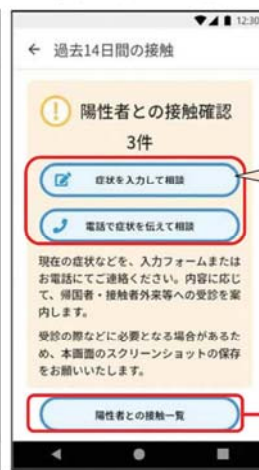 12:30
← 過去14日間の接触
陽性者との接触確認
3件
症状を入力して相談
電話で症状を伝えて相談
現在の症状などを、入力フォームまたは
お電話にてご連絡ください。内容に応じ
て、帰国者・接触者外来等への受診を案
内します。
受診の際などに必要となる場合があるた
め、本画面のスクリーンショットの保存
をお願いいたします。
陽性者との接触一覧